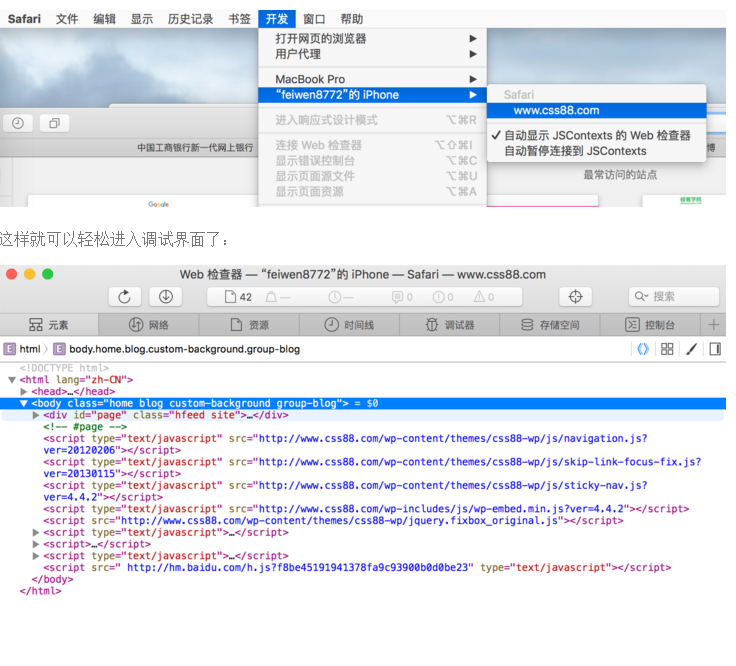 Safari 文件 编辑 显示 历史记录 书签 开发 窗口 帮助
打开网页的浏览器
用户代理
MacBook Pro
“feiwen8772”的 iPhone
Safari
www.css88.com
进入响应式设计模式 ⌥⌘R
✓ 自动显示 JSContexts 的 Web 检查器
自动暂停连接到 JSContexts
中国工商银行新一代网上银行
连接 Web 检查器 ⌥⇧⌘I
博
显示错误控制台 ⌥⌘C
显示页面源文件 ⌥⌘U
最常访问的站点
显示页面资源 ⌥⌘A
Google
极客学院
这样就可以轻松进入调试界面了：
Web 检查器 — “feiwen8772”的 iPhone — Safari — www.css88.com
42 — — 0 0 0 搜索
元素 网络 资源 时间线 调试器 存储空间 控制台 +
E html 〉 E body.home.blog.custom-background.group-blog
<!DOCTYPE html>
<html lang="zh-CN">
<head>…</head>
<body class="home blog custom-background group-blog"> = $0
<div id="page" class="hfeed site">…</div>
<!-- #page -->
<script type="text/javascript" src="http://www.css88.com/wp-content/themes/css88-wp/js/navigation.js?
ver=20120206"></script>
<script type="text/javascript" src="http://www.css88.com/wp-content/themes/css88-wp/js/skip-link-focus-fix.js?
ver=20130115"></script>
<script type="text/javascript" src="http://www.css88.com/wp-content/themes/css88-wp/js/sticky-nav.js?
ver=4.4.2"></script>
<script type="text/javascript" src="http://www.css88.com/wp-includes/js/wp-embed.min.js?ver=4.4.2"></script>
<script src="http://www.css88.com/wp-content/themes/css88-wp/jquery.fixbox_original.js"></script>
<script type="text/javascript">…</script>
<script>…</script>
<script type="text/javascript">…</script>
<script src=" http://hm.baidu.com/h.js?f8be45191941378fa9c93900b0d0be23" type="text/javascript"></script>
</body>
</html>